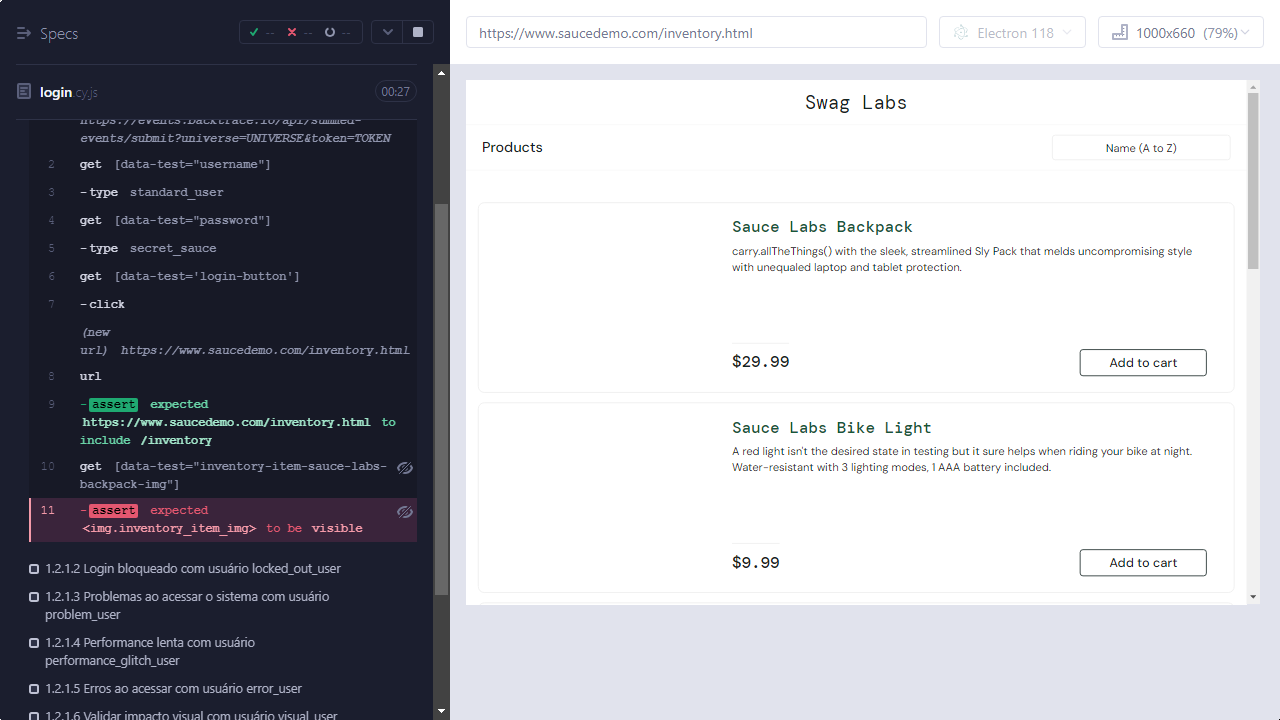 Specs
-- -- --
login.cy.js
00:27
https://events.backtrace.io/api/summed-
events/submit?universe=UNIVERSE&token=TOKEN
2 get [data-test="username"]
3 -type standard_user
4 get [data-test="password"]
5 -type secret_sauce
6 get [data-test='login-button']
7 -click
(new
url) https://www.saucedemo.com/inventory.html
8 url
9 -assert expected
https://www.saucedemo.com/inventory.html to
include /inventory
10 get [data-test="inventory-item-sauce-labs-
backpack-img"]
11 -assert expected
<img.inventory_item_img> to be visible
1.2.1.2 Login bloqueado com usuário locked_out_user
1.2.1.3 Problemas ao acessar o sistema com usuário
problem_user
1.2.1.4 Performance lenta com usuário
performance_glitch_user
1.2.1.5 Erros ao acessar com usuário error_user
1.2.1.6 Validar impacto visual com usuário visual_user
https://www.saucedemo.com/inventory.html
Electron 118
1000x660 (79%)
Swag Labs
Products
Name (A to Z)
Sauce Labs Backpack
carry.allTheThings() with the sleek, streamlined Sly Pack that melds uncompromising style
with unequaled laptop and tablet protection.
$29.99
Add to cart
Sauce Labs Bike Light
A red light isn't the desired state in testing but it sure helps when riding your bike at night.
Water-resistant with 3 lighting modes, 1 AAA battery included.
$9.99
Add to cart